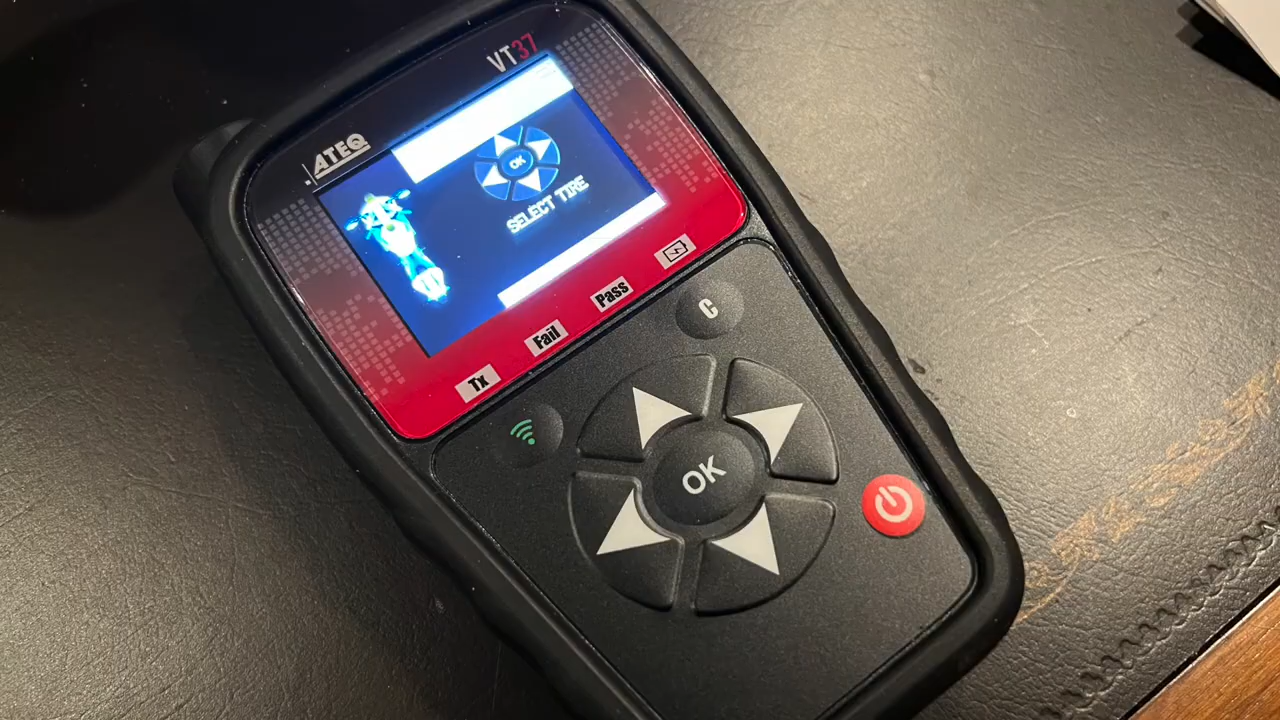 VT37
ATEQ
OK
SELECT TIRE
Tx
Fail
Pass
C
OK